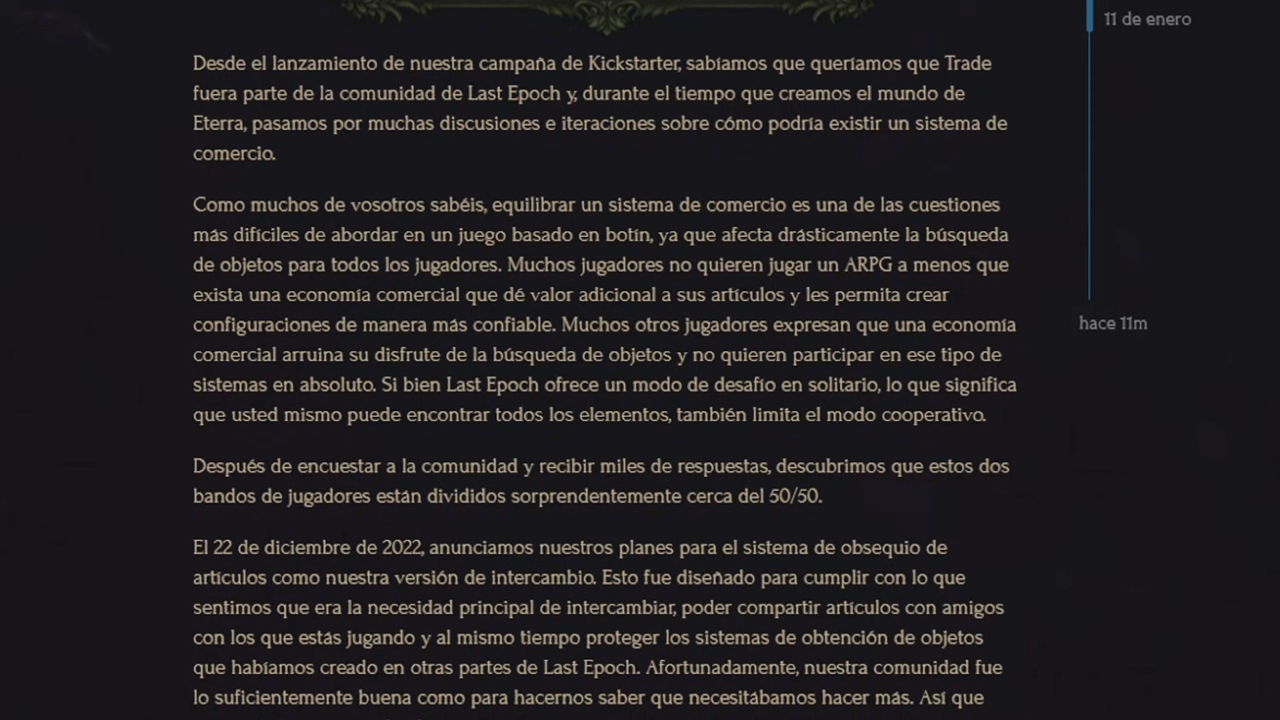 11 de enero
Desde el lanzamiento de nuestra campaña de Kickstarter, sabíamos que queríamos que Trade
fuera parte de la comunidad de Last Epoch y, durante el tiempo que creamos el mundo de
Eterra, pasamos por muchas discusiones e iteraciones sobre cómo podría existir un sistema de
comercio.
Como muchos de vosotros sabéis, equilibrar un sistema de comercio es una de las cuestiones
más difíciles de abordar en un juego basado en botín, ya que afecta drásticamente la búsqueda
de objetos para todos los jugadores. Muchos jugadores no quieren jugar un ARPG a menos que
exista una economía comercial que dé valor adicional a sus artículos y les permita crear
configuraciones de manera más confiable. Muchos otros jugadores expresan que una economía
comercial arruina su disfrute de la búsqueda de objetos y no quieren participar en ese tipo de
sistemas en absoluto. Si bien Last Epoch ofrece un modo de desafío en solitario, lo que significa
que usted mismo puede encontrar todos los elementos, también limita el modo cooperativo.
hace 11m
Después de encuestar a la comunidad y recibir miles de respuestas, descubrimos que estos dos
bandos de jugadores están divididos sorprendentemente cerca del 50/50.
El 22 de diciembre de 2022, anunciamos nuestros planes para el sistema de obsequio de
artículos como nuestra versión de intercambio. Esto fue diseñado para cumplir con lo que
sentimos que era la necesidad principal de intercambiar, poder compartir artículos con amigos
con los que estás jugando y al mismo tiempo proteger los sistemas de obtención de objetos
que habíamos creado en otras partes de Last Epoch. Afortunadamente, nuestra comunidad fue
lo suficientemente buena como para hacernos saber que necesitábamos hacer más. Así que